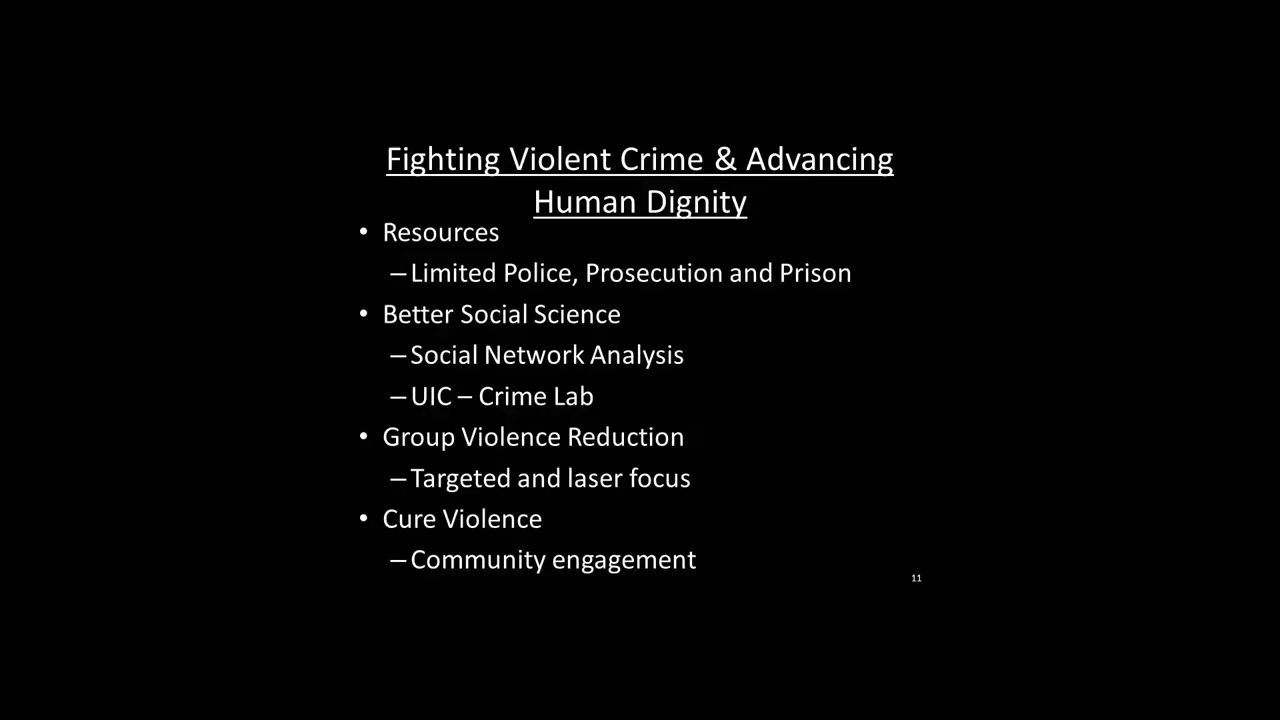 Fighting Violent Crime & Advancing
Human Dignity
• Resources
–Limited Police, Prosecution and Prison
• Better Social Science
–Social Network Analysis
–UIC – Crime Lab
• Group Violence Reduction
–Targeted and laser focus
• Cure Violence
–Community engagement
11